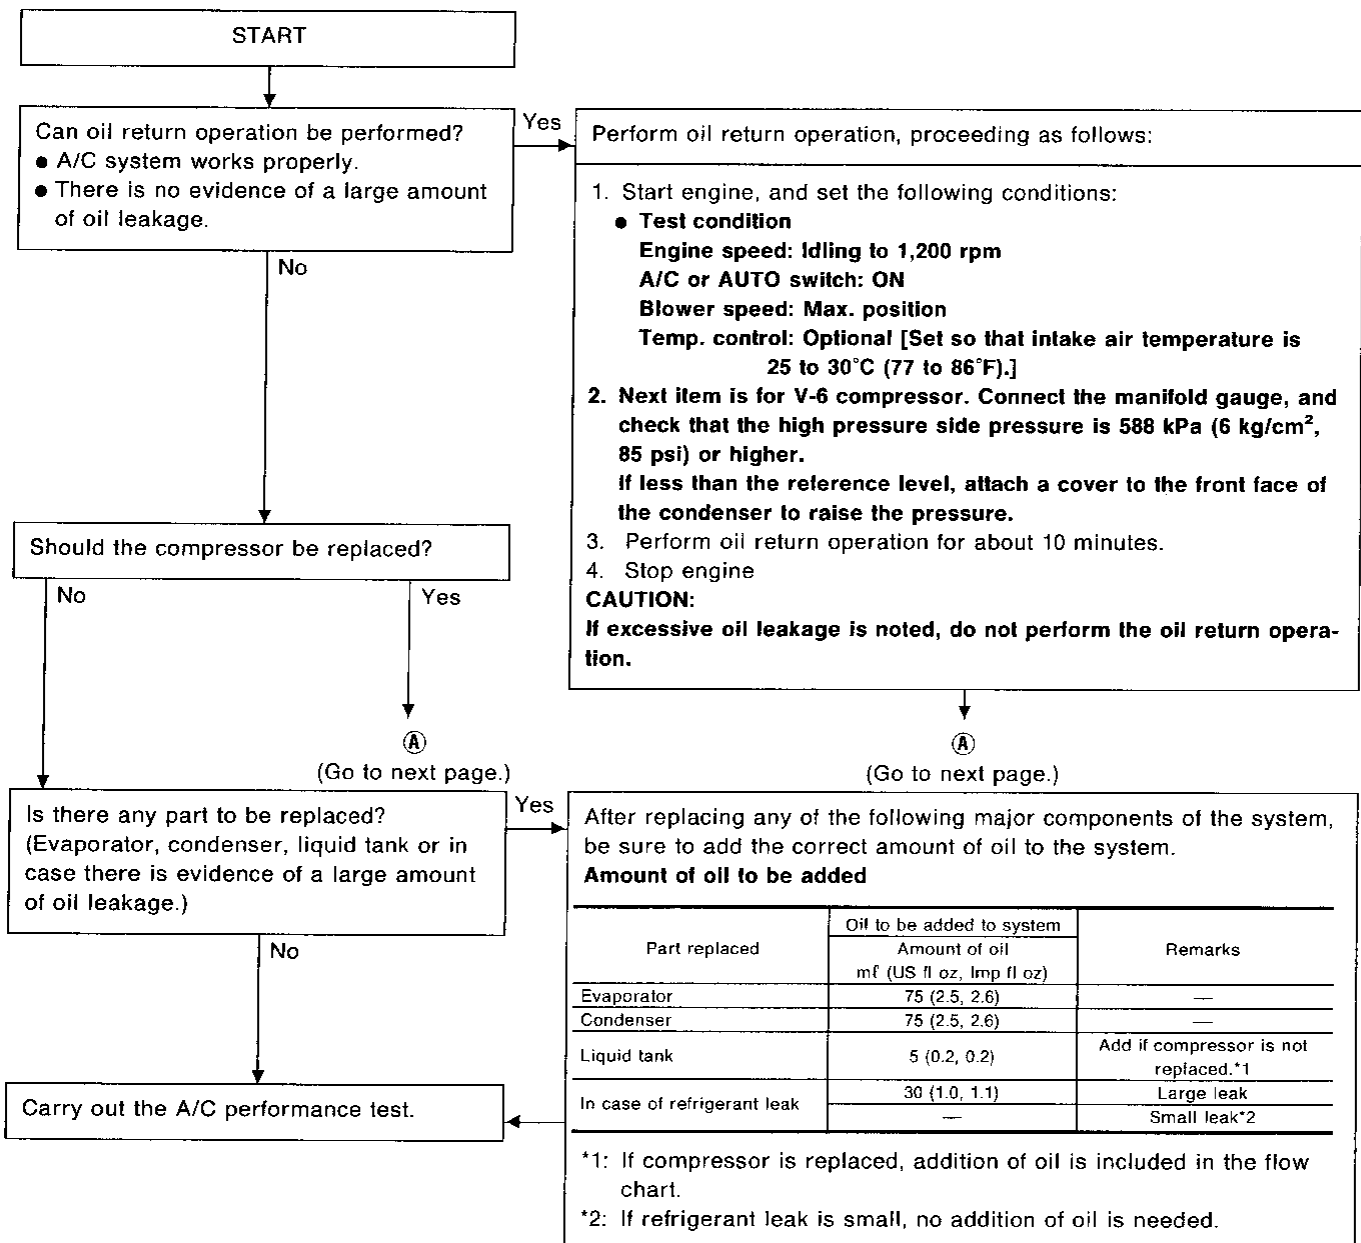 START
Can oil return operation be performed?
● A/C system works properly.
● There is no evidence of a large amount
of oil leakage.
Yes
Perform oil return operation, proceeding as follows:
1. Start engine, and set the following conditions:
● Test condition
Engine speed: Idling to 1,200 rpm
A/C or AUTO switch: ON
Blower speed: Max. position
Temp. control: Optional [Set so that intake air temperature is
25 to 30°C (77 to 86°F).]
2. Next item is for V-6 compressor. Connect the manifold gauge, and
check that the high pressure side pressure is 588 kPa (6 kg/cm², 
85 psi) or higher.
If less than the reference level, attach a cover to the front face of
the condenser to raise the pressure.
3. Perform oil return operation for about 10 minutes.
4. Stop engine
CAUTION:
If excessive oil leakage is noted, do not perform the oil return opera-
tion.
No
Should the compressor be replaced?
No
Yes
Ⓐ
(Go to next page.)
Ⓐ
(Go to next page.)
Is there any part to be replaced?
(Evaporator, condenser, liquid tank or in
case there is evidence of a large amount
of oil leakage.)
Yes
After replacing any of the following major components of the system,
be sure to add the correct amount of oil to the system.
Amount of oil to be added
Part replaced
Oil to be added to system
Amount of oil
mℓ (US fl oz, Imp fl oz)
Remarks
Evaporator 75 (2.5, 2.6) —
Condenser 75 (2.5, 2.6) —
Liquid tank 5 (0.2, 0.2) Add if compressor is not
replaced.*1
In case of refrigerant leak 30 (1.0, 1.1) Large leak
— Small leak*2
*1: If compressor is replaced, addition of oil is included in the flow
chart.
*2: If refrigerant leak is small, no addition of oil is needed.
No
Carry out the A/C performance test.